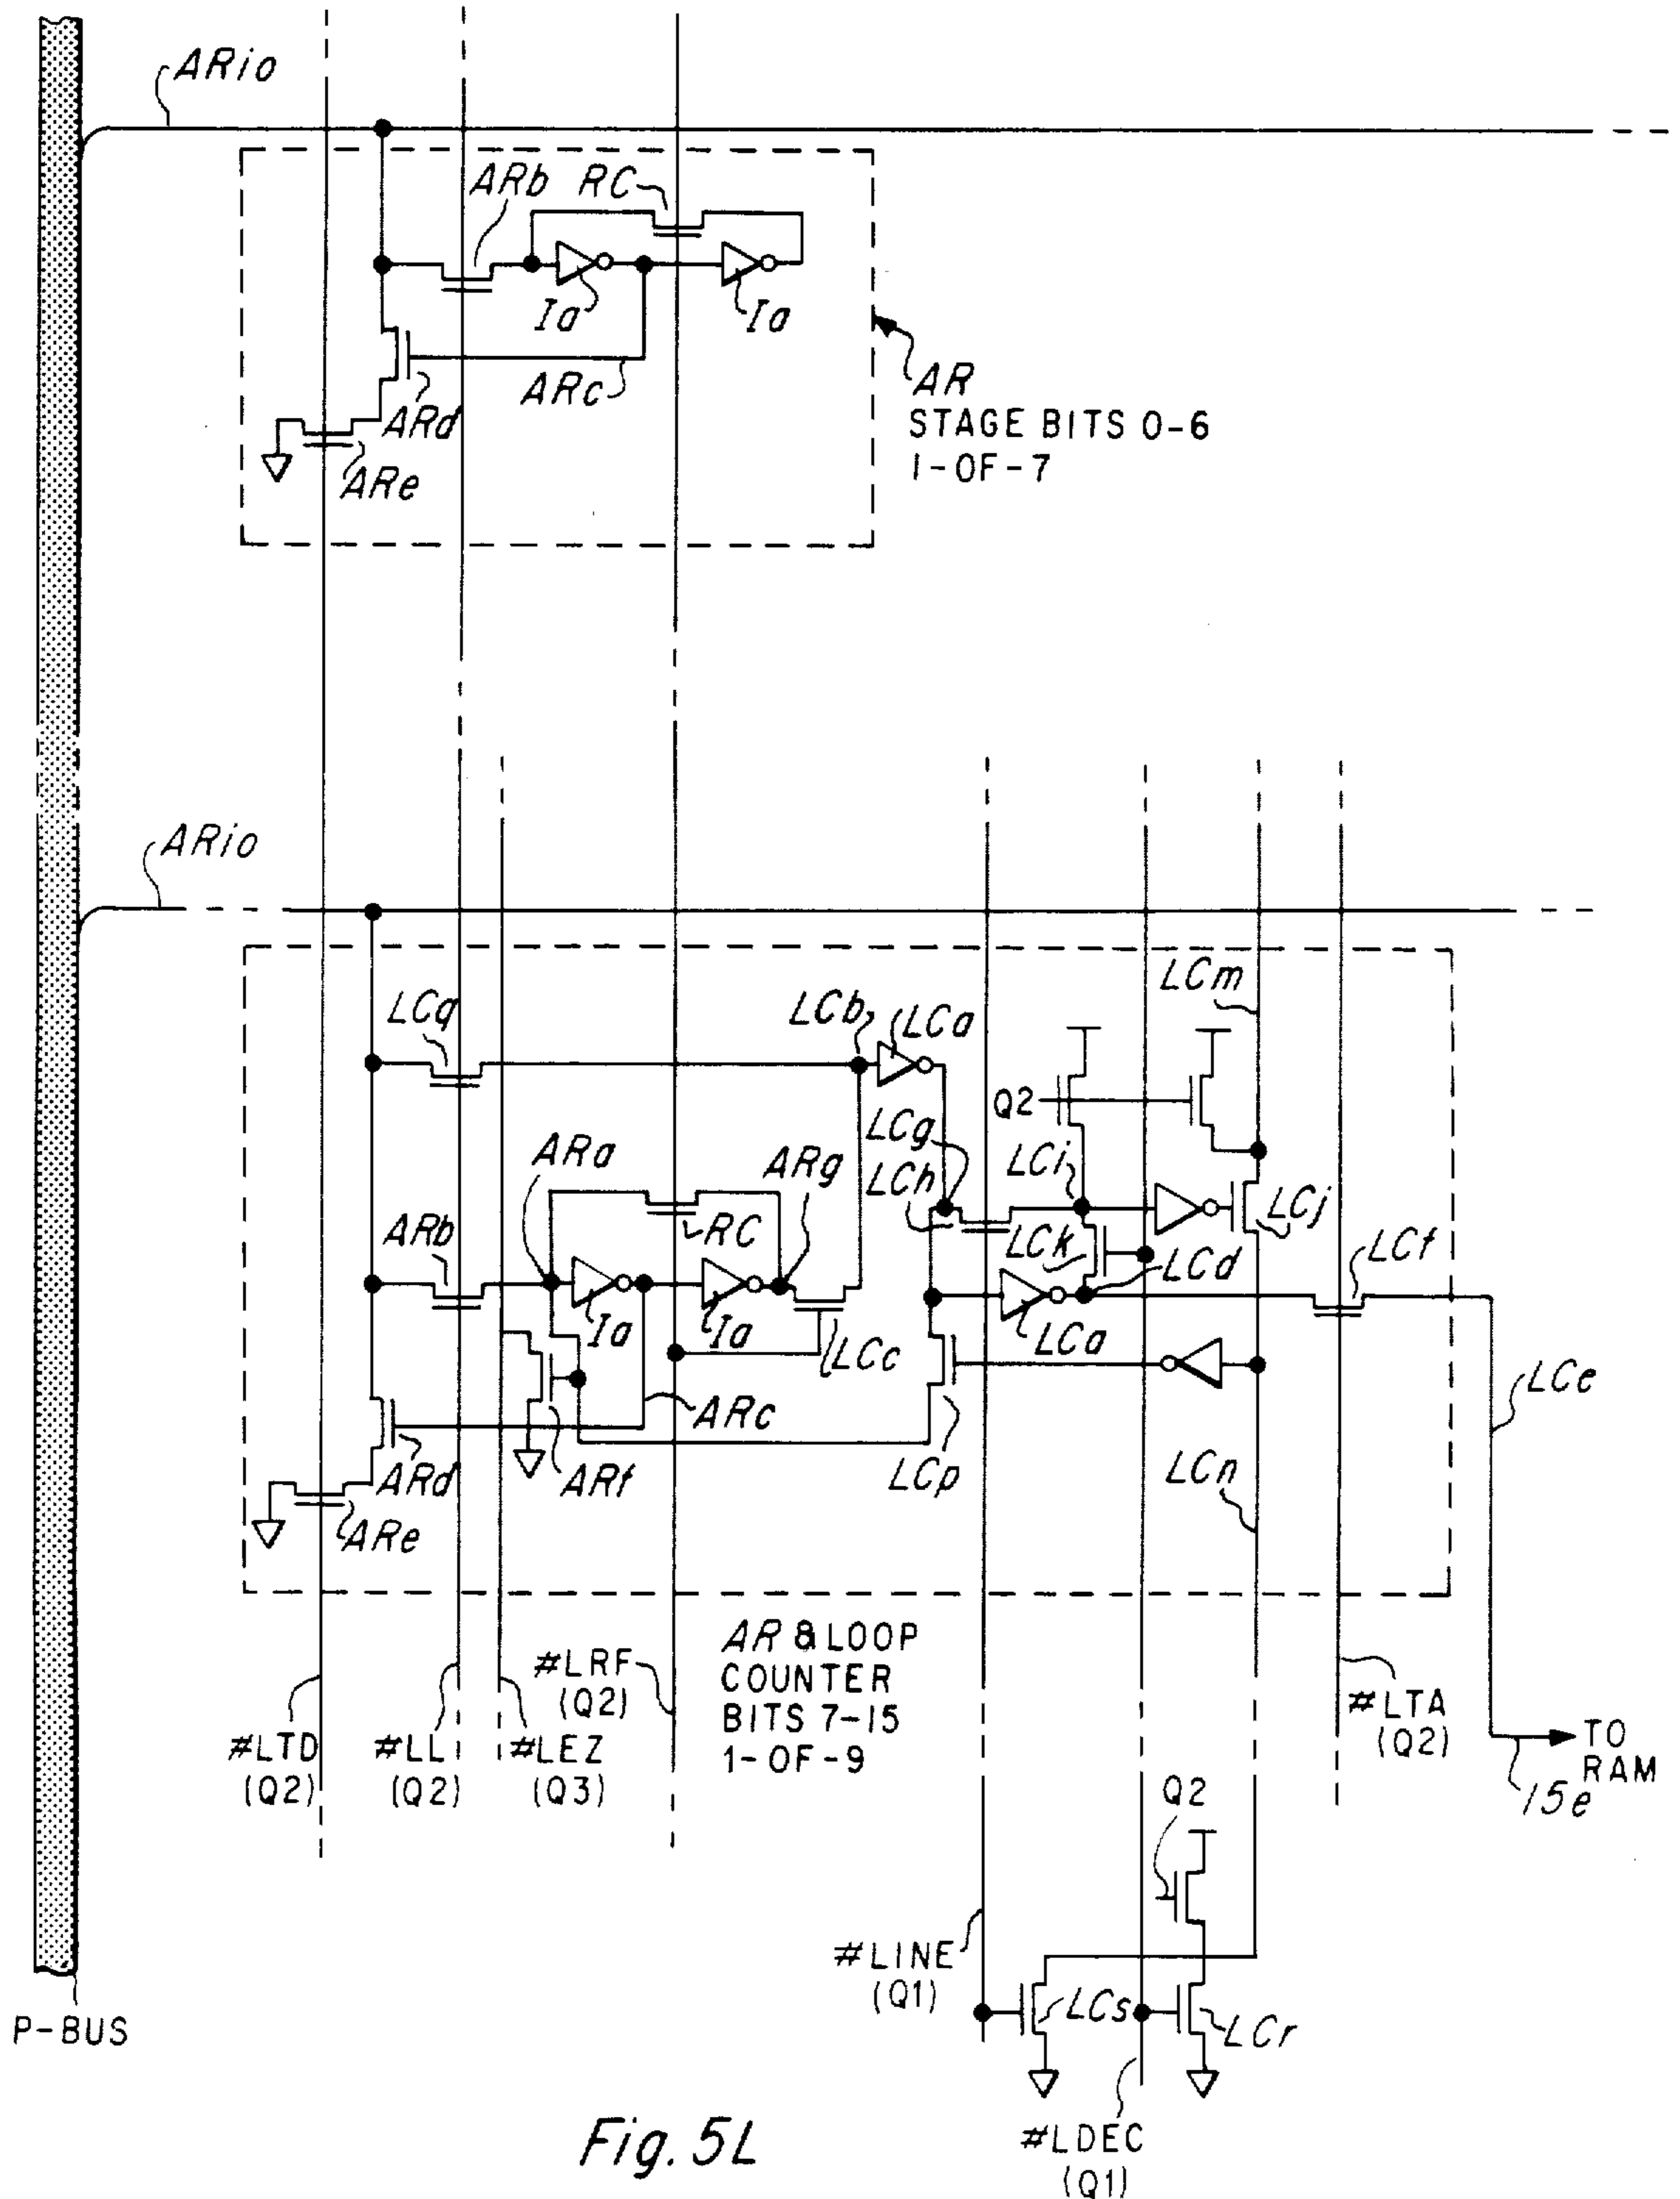 ARio
ARb
RC
Ia
Ia
ARc
ARd
ARe
AR
STAGE BITS 0-6
1-OF-7
ARio
LCq
LCb
LCa
LCm
Q2
LCg
LCh
LCi
LCj
ARa
ARg
RC
ARb
LCk
LCd
LCf
Ia
Ia
LCc
LCa
LCe
ARc
ARd
ARf
LCp
LCn
ARe
#LTD
(Q2)
#LL
(Q2)
#LEZ
(Q3)
#LRF
(Q2)
AR & LOOP
COUNTER
BITS 7-15
1-OF-9
#LTA
(Q2)
TO
RAM
15e
Q2
#LINE
(Q1)
LCs
LCr
P-BUS
#LDEC
(Q1)
Fig. 5L